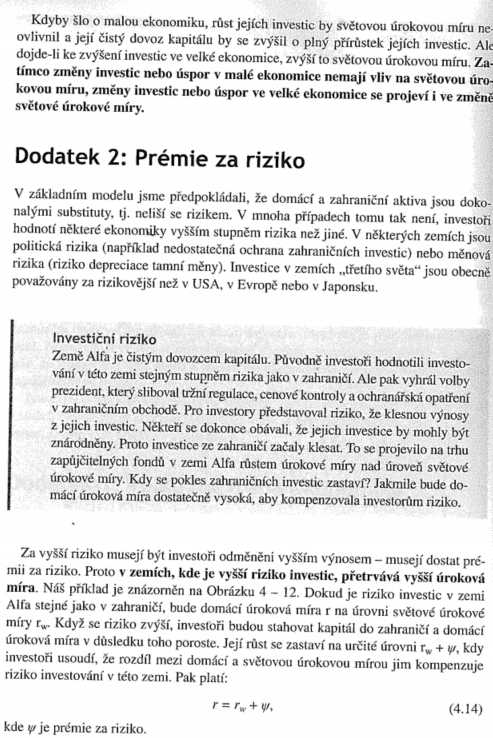 Kdyby šlo o malou ekonomiku, růst jejích investic by světovou úrokovou míru ne-
ovlivnil a její čistý dovoz kapitálu by se zvýšil o plný přírůstek jejích investic. Ale
dojde-li ke zvýšení investic ve velké ekonomice, zvýší to světovou úrokovou míru. Za-
tímco změny investic nebo úspor v malé ekonomice nemají vliv na světovou úro-
kovou míru, změny investic nebo úspor ve velké ekonomice se projeví i ve změně
světové úrokové míry.
Dodatek 2: Prémie za riziko
V základním modelu jsme předpokládali, že domácí a zahraniční aktiva jsou doko-
nalými substituty, tj. neliší se rizikem. V mnoha případech tomu tak není, investoři
hodnotí některé ekonomiky vyšším stupněm rizika než jiné. V některých zemích jsou
politická rizika (například nedostatečná ochrana zahraničních investic) nebo měnová
rizika (riziko depreciace tamní měny). Investice v zemích „třetího světa" jsou obecně
považovány za rizikovější než v USA, v Evropě nebo v Japonsku.
Investiční riziko
Země Alfa je čistým dovozcem kapitálu. Původně investoři hodnotili investo-
vání v této zemi stejným stupněm rizika jako v zahraničí. Ale pak vyhrál volby
prezident, který sliboval tržní regulace, cenové kontroly a ochranářská opatření
v zahraničním obchodě. Pro investory představoval riziko, že klesnou výnosy
z jejich investic. Někteří se dokonce obávali, že jejich investice by mohly být
znárodněny. Proto investice ze zahraničí začaly klesat. To se projevilo na trhu
zapůjčitelných fondů v zemi Alfa růstem úrokové míry nad úroveň světové
úrokové míry. Kdy se pokles zahraničních investic zastaví? Jakmile bude do-
mácí úroková míra dostatečně vysoká, aby kompenzovala investorům riziko.
Za vyšší riziko musejí být investoři odměněni vyšším výnosem – musejí dostat pré-
mii za riziko. Proto v zemích, kde je vyšší riziko investic, přetrvává vyšší úroková
míra. Náš příklad je znázorněn na Obrázku 4 – 12. Dokud je riziko investic v zemi
Alfa stejné jako v zahraničí, bude domácí úroková míra r na úrovni světové úrokové
míry r_w. Když se riziko zvýší, investoři budou stahovat kapitál do zahraničí a domácí
úroková míra v důsledku toho poroste. Její růst se zastaví na určité úrovni r_w + ψ, kdy
investoři usoudí, že rozdíl mezi domácí a světovou úrokovou mírou jim kompenzuje
riziko investování v této zemi. Pak platí:
r = r_w + ψ, (4.14)
kde ψ je prémie za riziko.